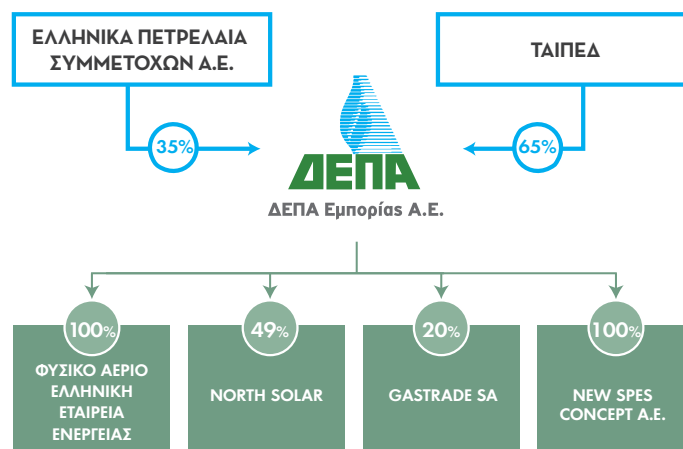 ΕΛΛΗΝΙΚΑ ΠΕΤΡΕΛΑΙΑ
ΣΥΜΜΕΤΟΧΩΝ Α.Ε.
ΤΑΙΠΕΔ
35%
65%
ΔΕΠΑ
ΔΕΠΑ Εμπορίας Α.Ε.
100%
49%
20%
100%
ΦΥΣΙΚΟ ΑΕΡΙΟ
ΕΛΛΗΝΙΚΗ
ΕΤΑΙΡΕΙΑ
ΕΝΕΡΓΕΙΑΣ
NORTH SOLAR
GASTRADE SA
NEW SPES
CONCEPT Α.Ε.